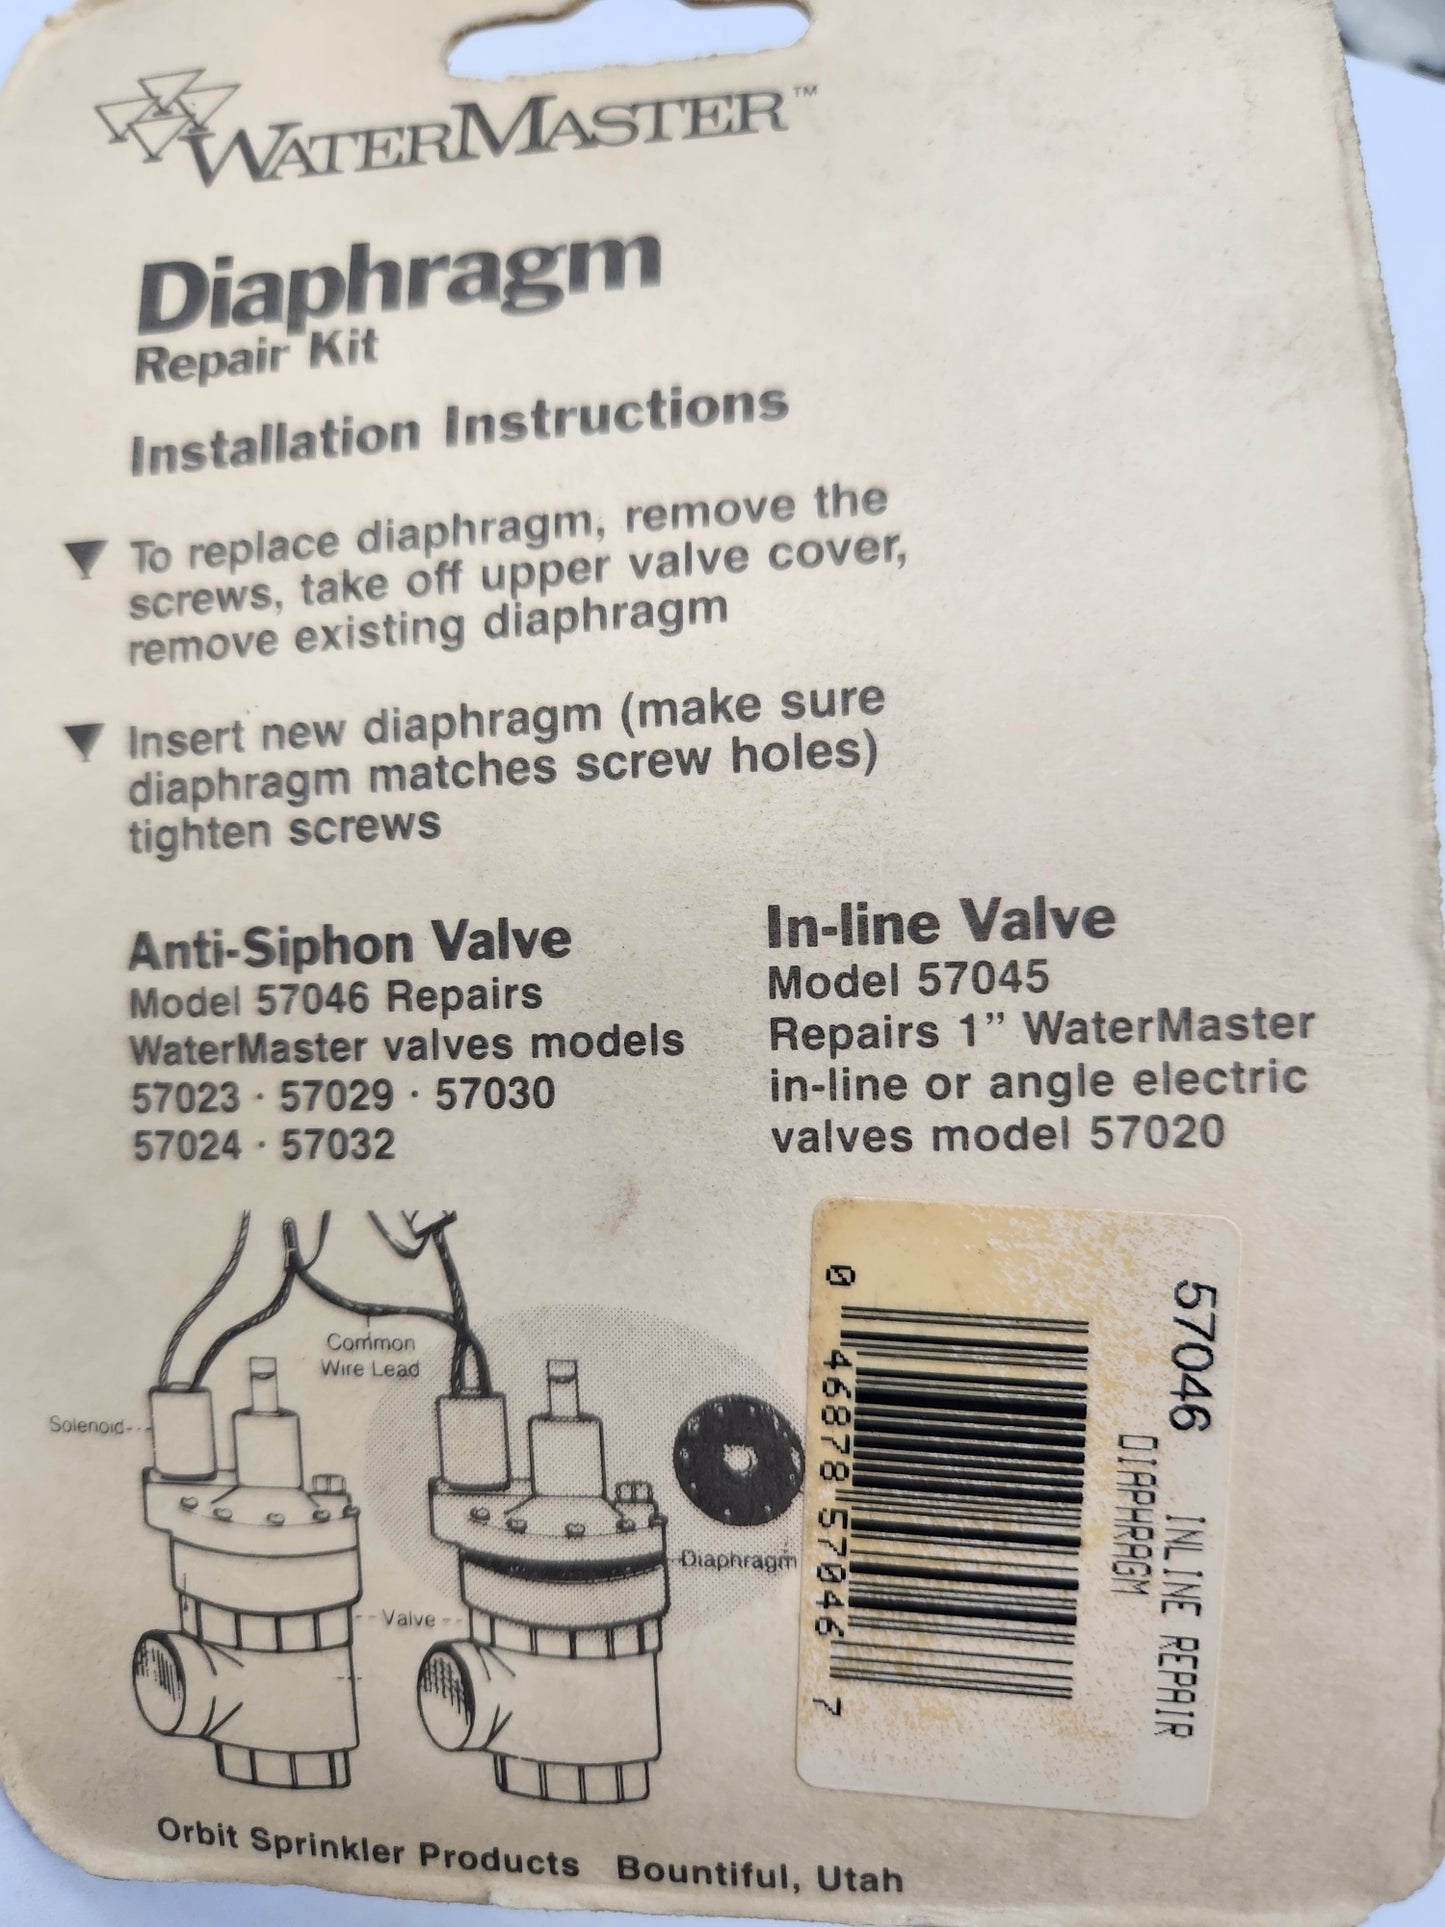 WATERMASTER™
Diaphragm
Repair Kit
Installation Instructions
To replace diaphragm, remove the
screws, take off upper valve cover,
remove existing diaphragm
Insert new diaphragm (make sure
diaphragm matches screw holes)
tighten screws
Anti-Siphon Valve
Model 57046 Repairs
WaterMaster valves models
57023 · 57029 · 57030
57024 · 57032
In-line Valve
Model 57045
Repairs 1” WaterMaster
in-line or angle electric
valves model 57020
Common
Wire Lead
Solenoid
Diaphragm
Valve
57046 INLINE REPAIR
DIAPHRAGM
0 46878 57046 7
Orbit Sprinkler Products Bountiful, Utah